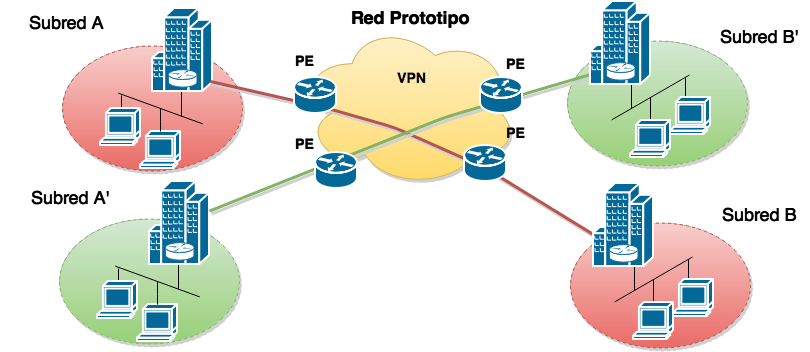 Red Prototipo
Subred A
Subred B'
PE
PE
VPN
PE
PE
Subred A'
Subred B